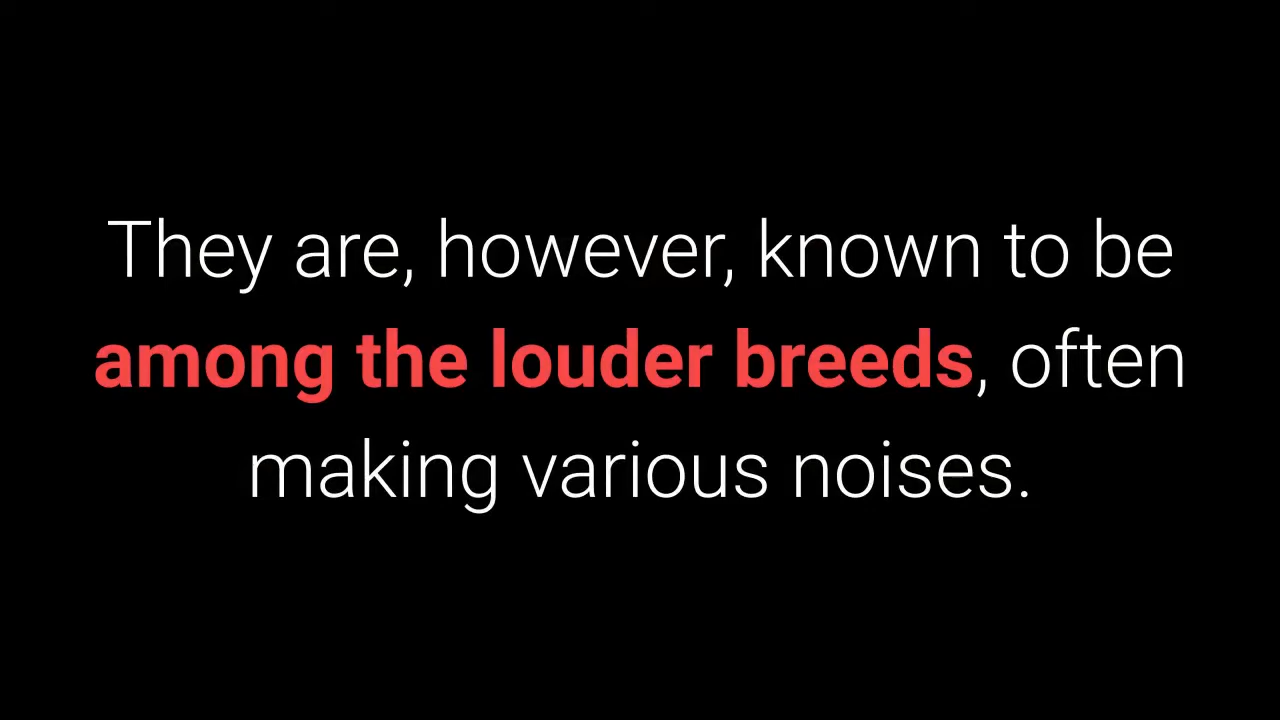 They are, however, known to be
among the louder breeds, often
making various noises.